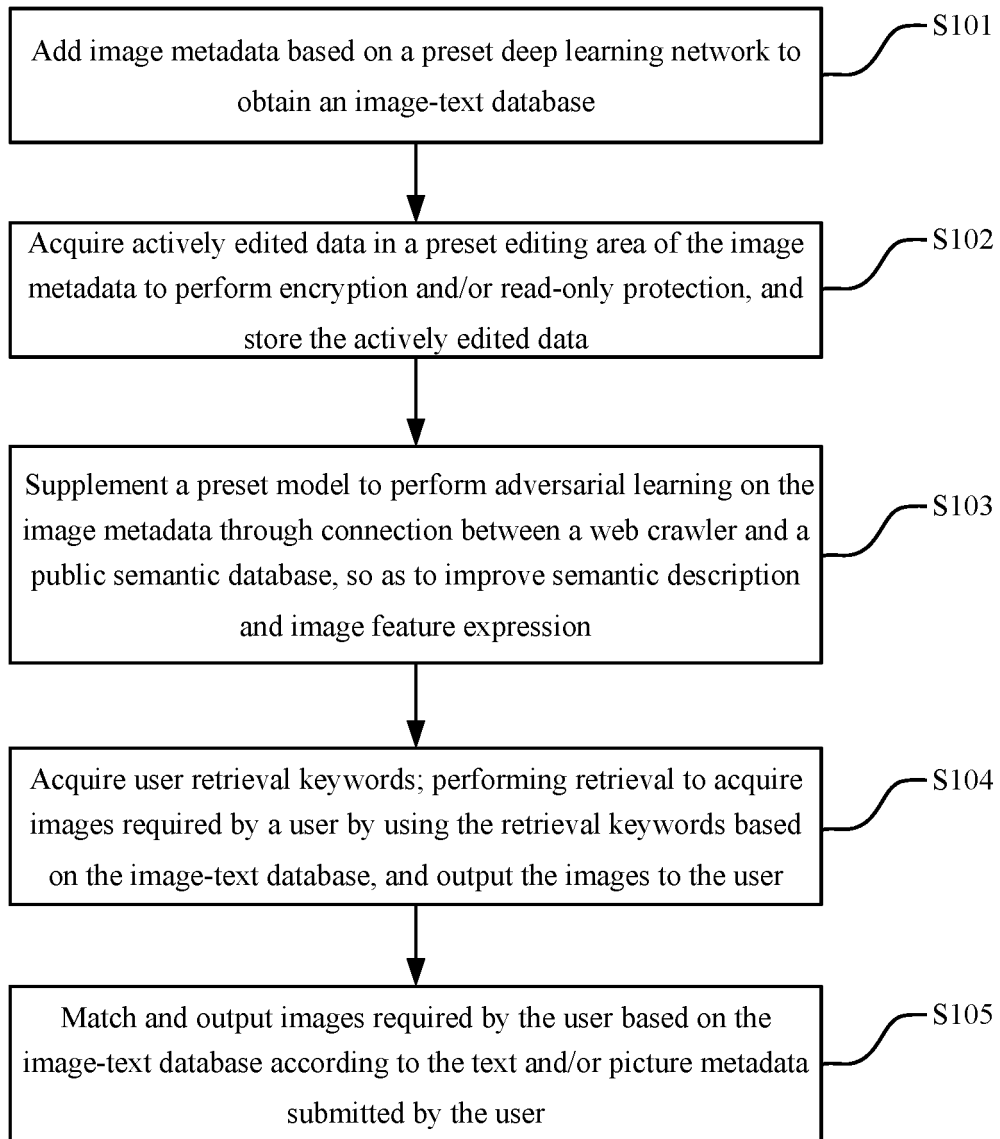 S101
Add image metadata based on a preset deep learning network to
obtain an image-text database
S102
Acquire actively edited data in a preset editing area of the image
metadata to perform encryption and/or read-only protection, and
store the actively edited data
S103
Supplement a preset model to perform adversarial learning on the
image metadata through connection between a web crawler and a
public semantic database, so as to improve semantic description
and image feature expression
S104
Acquire user retrieval keywords; performing retrieval to acquire
images required by a user by using the retrieval keywords based
on the image-text database, and output the images to the user
S105
Match and output images required by the user based on the
image-text database according to the text and/or picture metadata
submitted by the user